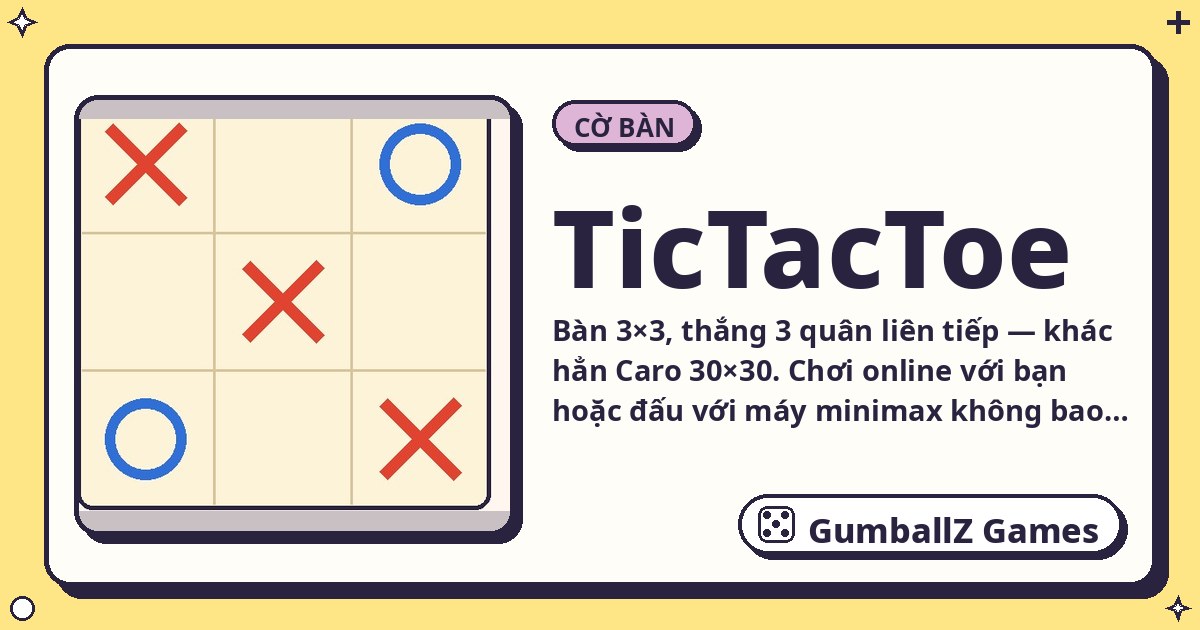 CỜ BÀN
TicTacToe
Bàn 3×3, thắng 3 quân liên tiếp — khác
hẳn Caro 30×30. Chơi online với bạn
hoặc đấu với máy minimax không bao…
GumballZ Games